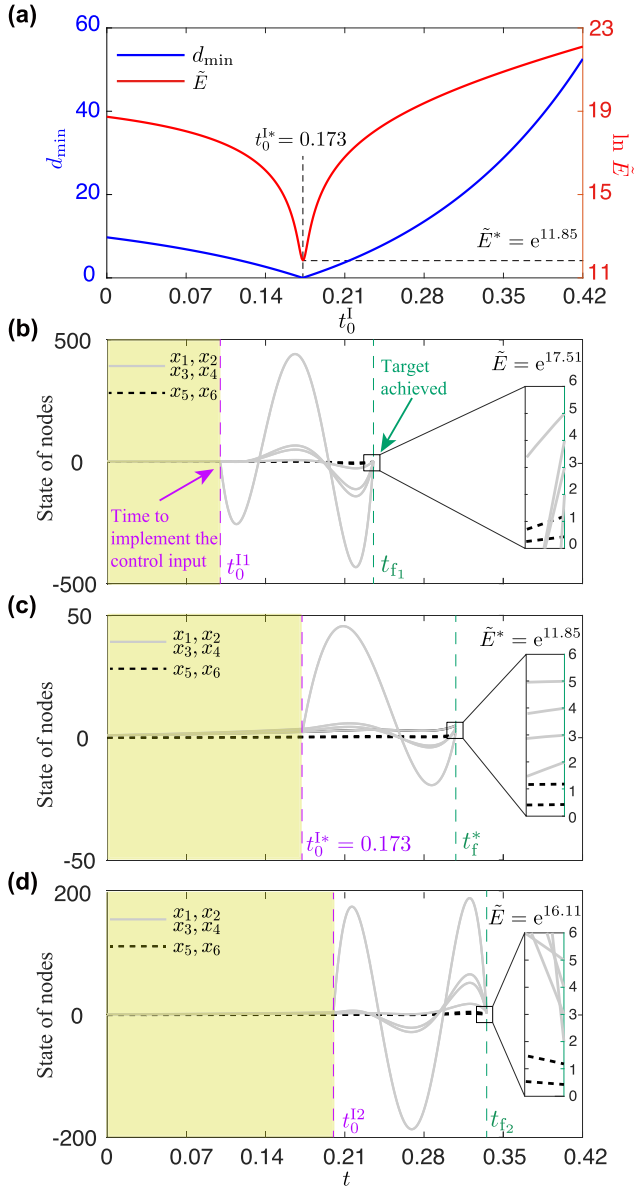 (a)
60
40
20
0
d_min
d_min
Ẽ
t_0^{I*} = 0.173
Ẽ* = e^{11.85}
23
19
15
11
ln Ẽ
0 0.07 0.14 0.21 0.28 0.35 0.42
t_0^I
(b)
500
0
-500
State of nodes
x_1, x_2
x_3, x_4
x_5, x_6
Time to
implement the
control input
t_0^{I1}
Target
achieved
t_{f_1}
Ẽ = e^{17.51}
6
5
4
3
2
1
0
(c)
50
0
-50
State of nodes
x_1, x_2
x_3, x_4
x_5, x_6
t_0^{I*} = 0.173
t_f^*
Ẽ* = e^{11.85}
6
5
4
3
2
1
0
(d)
200
0
-200
State of nodes
x_1, x_2
x_3, x_4
x_5, x_6
t_0^{I2}
t_{f_2}
Ẽ = e^{16.11}
6
5
4
3
2
1
0
0 0.07 0.14 0.21 0.28 0.35 0.42
t